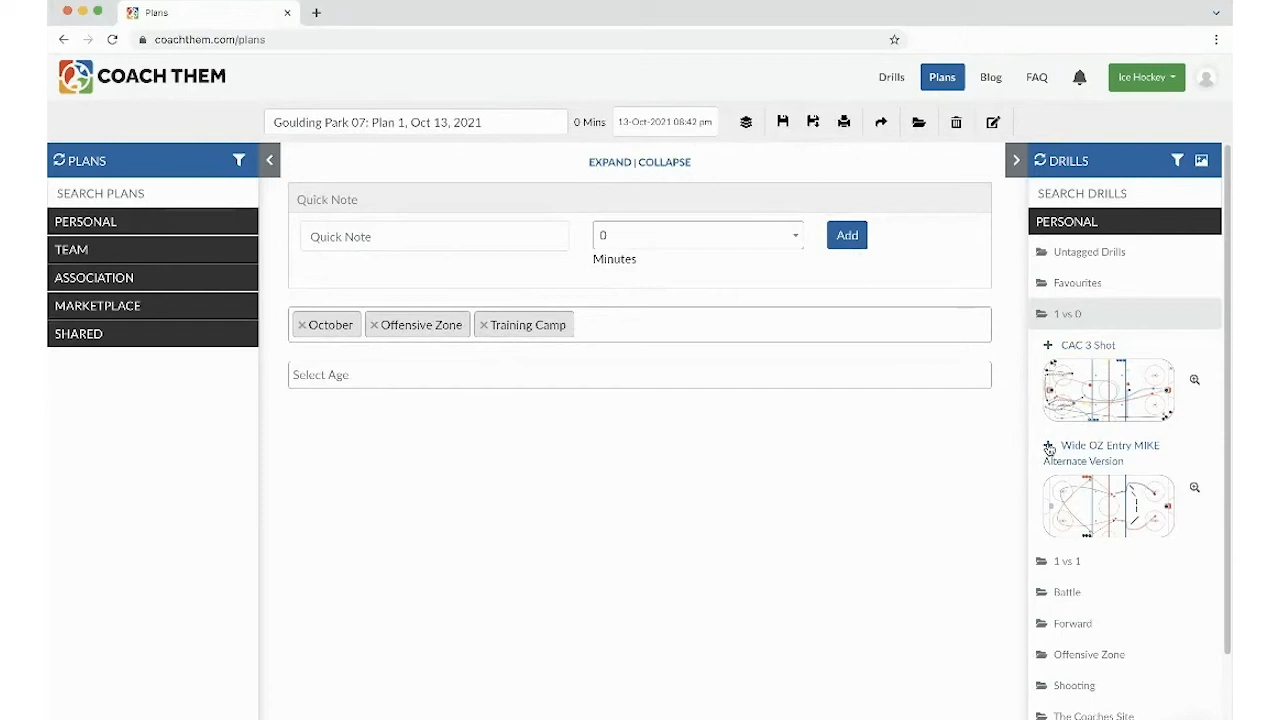 Plans
coachthem.com/plans
COACH THEM
Drills
Plans
Blog
FAQ
Ice Hockey
Goulding Park 07: Plan 1, Oct 13, 2021
0 Mins
13-Oct-2021 08:42 pm
PLANS
SEARCH PLANS
PERSONAL
TEAM
ASSOCIATION
MARKETPLACE
SHARED
EXPAND | COLLAPSE
Quick Note
Quick Note
0
Minutes
Add
× October
× Offensive Zone
× Training Camp
Select Age
DRILLS
SEARCH DRILLS
PERSONAL
Untagged Drills
Favourites
1 vs 0
CAC 3 Shot
Wide OZ Entry MIKE
Alternate Version
1 vs 1
Battle
Forward
Offensive Zone
Shooting
The Coaches Site